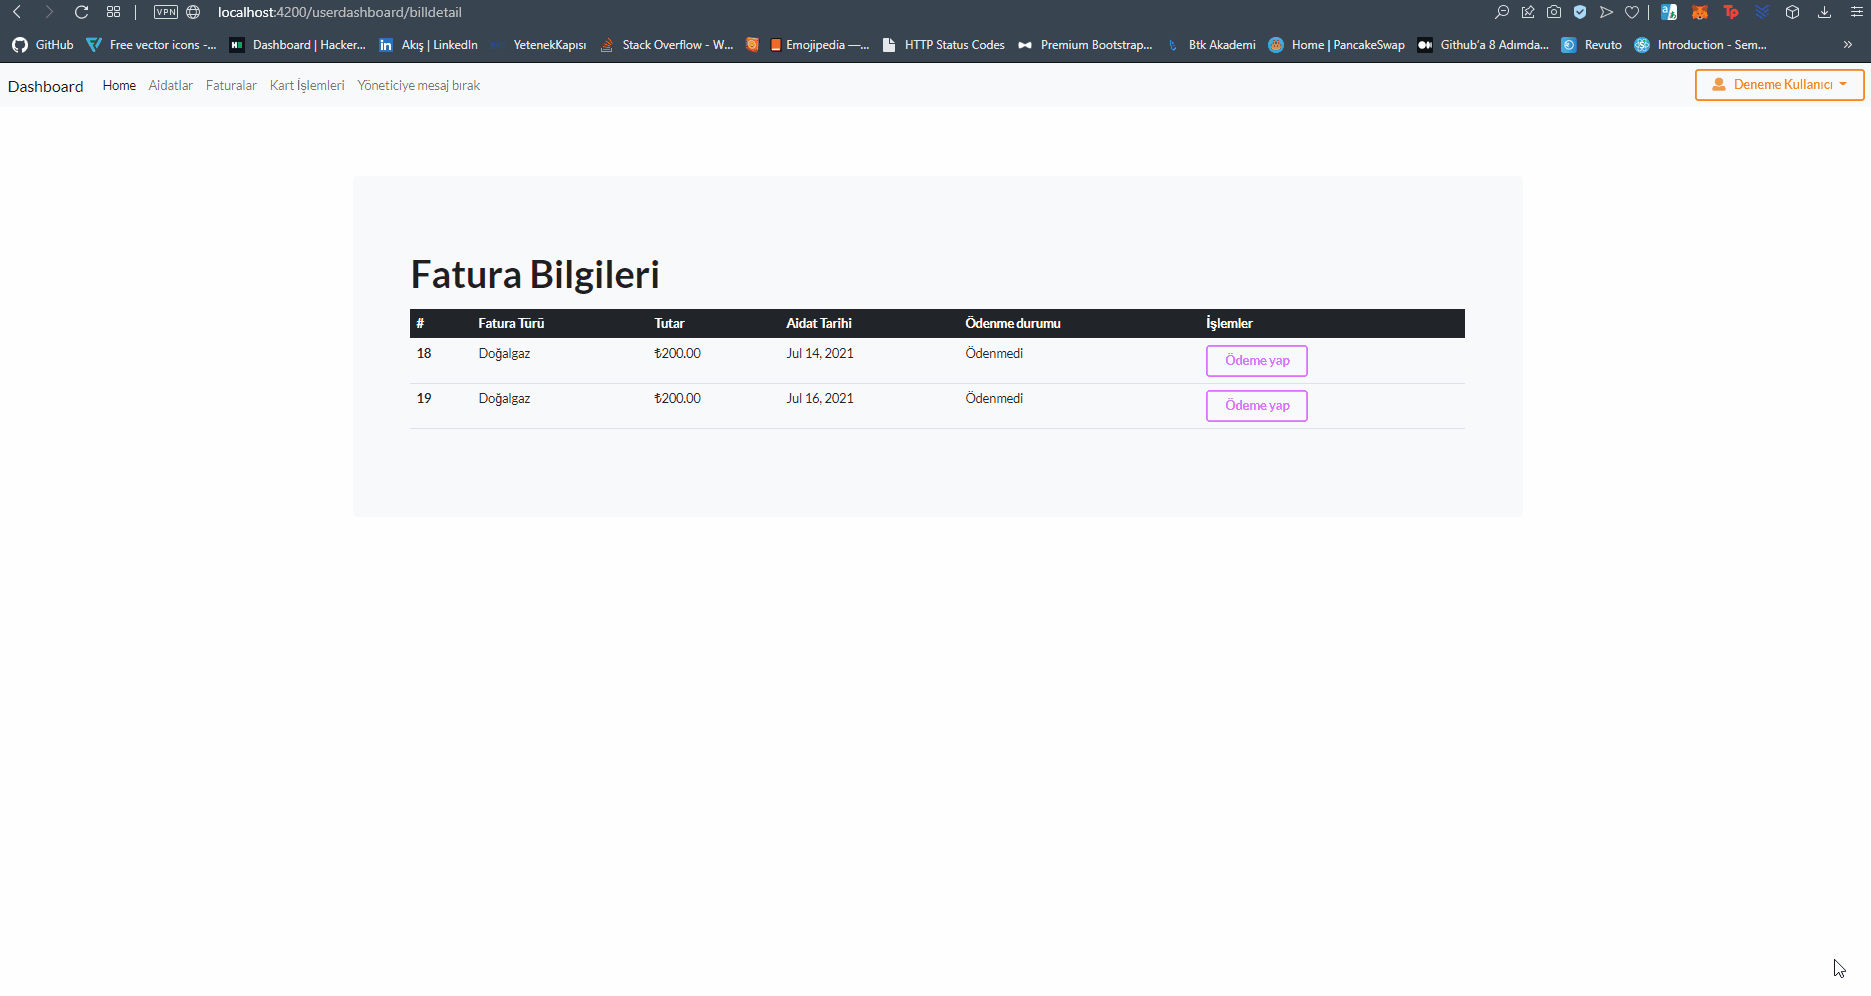 VPN localhost:4200/userdashboard/billdetail
GitHub Free vector icons -... Dashboard | Hacker... Akış | LinkedIn YetenekKapısı Stack Overflow - W... Emojipedia —... HTTP Status Codes Premium Bootstrap... Btk Akademi Home | PancakeSwap Github'a 8 Adımda... Revuto Introduction - Sem...
Dashboard Home Aidatlar Faturalar Kart İşlemleri Yöneticiye mesaj bırak Deneme Kullanıcı
Fatura Bilgileri
# Fatura Türü Tutar Aidat Tarihi Ödenme durumu İşlemler
18 Doğalgaz ₺200.00 Jul 14, 2021 Ödenmedi Ödeme yap
19 Doğalgaz ₺200.00 Jul 16, 2021 Ödenmedi Ödeme yap